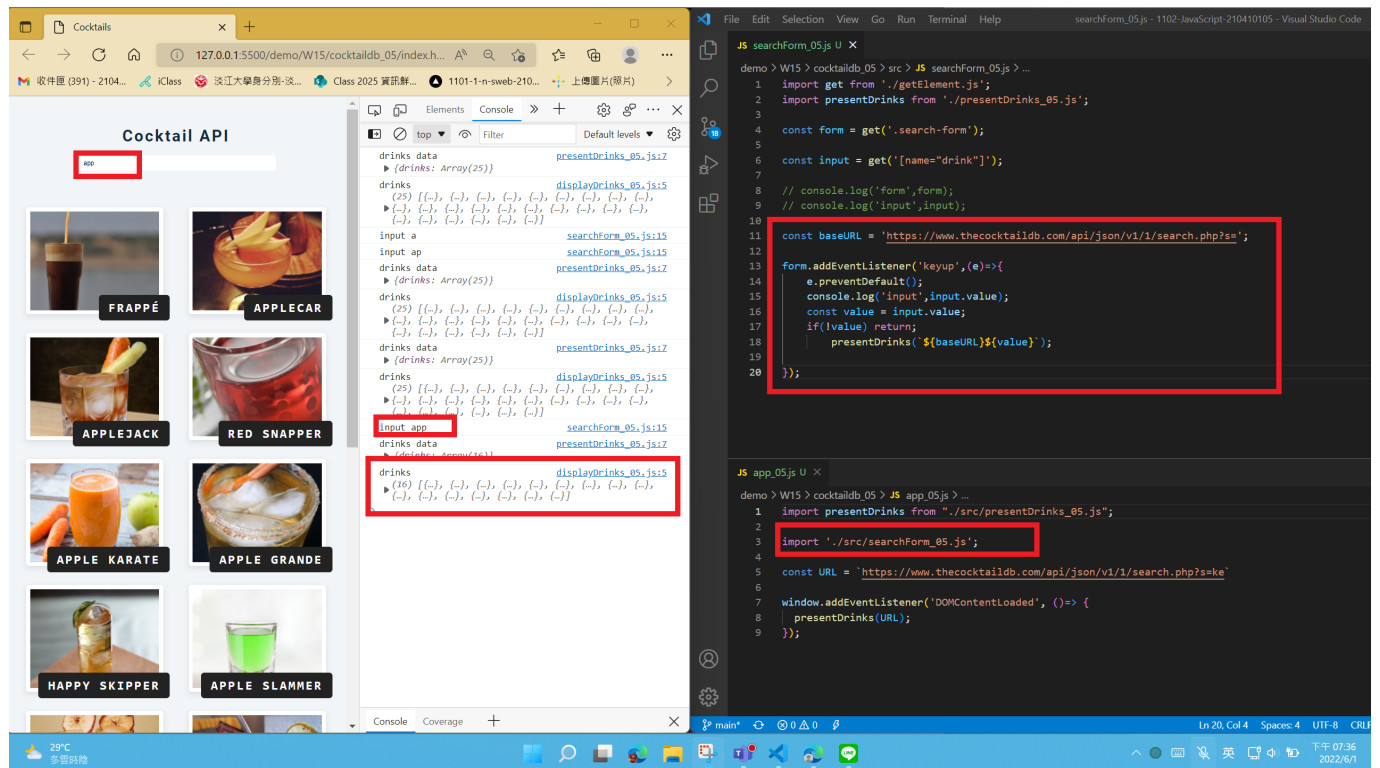 Cocktails
127.0.0.1:5500/demo/W15/cocktaildb_05/index.h...
收件匣 (391) - 2104... iClass 淡江大學身分別-淡... Class 2025 資訊鮮... 1101-1-n-sweb-210... 上傳圖片(照片)
Cocktail API
app
FRAPPÉ
APPLECAR
APPLEJACK
RED SNAPPER
APPLE KARATE
APPLE GRANDE
HAPPY SKIPPER
APPLE SLAMMER
Elements Console
top Filter Default levels
drinks data presentDrinks_05.js:7
{drinks: Array(25)}
drinks displayDrinks_05.js:5
(25) [{…}, {…}, {…}, {…}, {…}, {…}, {…}, {…},
{…}, {…}, {…}, {…}, {…}, {…}, {…}, {…}, {…},
{…}, {…}, {…}, {…}, {…}, {…}]
input a searchForm_05.js:15
input ap searchForm_05.js:15
drinks data presentDrinks_05.js:7
{drinks: Array(25)}
drinks displayDrinks_05.js:5
(25) [{…}, {…}, {…}, {…}, {…}, {…}, {…}, {…},
{…}, {…}, {…}, {…}, {…}, {…}, {…}, {…}, {…},
{…}, {…}, {…}, {…}, {…}, {…}]
drinks data presentDrinks_05.js:7
{drinks: Array(25)}
drinks displayDrinks_05.js:5
(25) [{…}, {…}, {…}, {…}, {…}, {…}, {…}, {…},
{…}, {…}, {…}, {…}, {…}, {…}, {…}, {…}, {…},
{…}, {…}, {…}, {…}, {…}, {…}]
input app searchForm_05.js:15
drinks data presentDrinks_05.js:7
{drinks: Array(16)}
drinks displayDrinks_05.js:5
(16) [{…}, {…}, {…}, {…}, {…}, {…}, {…}, {…},
{…}, {…}, {…}, {…}, {…}, {…}, {…}, {…}]
Console Coverage
File Edit Selection View Go Run Terminal Help searchForm_05.js - 1102-JavaScript-210410105 - Visual Studio Code
JS searchForm_05.js U
demo > W15 > cocktaildb_05 > src > JS searchForm_05.js > ...
1 import get from './getElement.js';
2 import presentDrinks from './presentDrinks_05.js';
3
4 const form = get('.search-form');
5
6 const input = get('[name="drink"]');
7
8 // console.log('form',form);
9 // console.log('input',input);
10
11 const baseURL = 'https://www.thecocktaildb.com/api/json/v1/1/search.php?s=';
12
13 form.addEventListener('keyup',(e)=>{
14 e.preventDefault();
15 console.log('input',input.value);
16 const value = input.value;
17 if(!value) return;
18 presentDrinks(`${baseURL}${value}`);
19
20 });
18
JS app_05.js U
demo > W15 > cocktaildb_05 > JS app_05.js > ...
1 import presentDrinks from "./src/presentDrinks_05.js";
2
3 import './src/searchForm_05.js';
4
5 const URL = `https://www.thecocktaildb.com/api/json/v1/1/search.php?s=ke`
6
7 window.addEventListener('DOMContentLoaded', ()=> {
8 presentDrinks(URL);
9 });
main* 0 0 Ln 20, Col 4 Spaces: 4 UTF-8 CRLF
29°C
多雲時陰
英
下午 07:36
2022/6/1